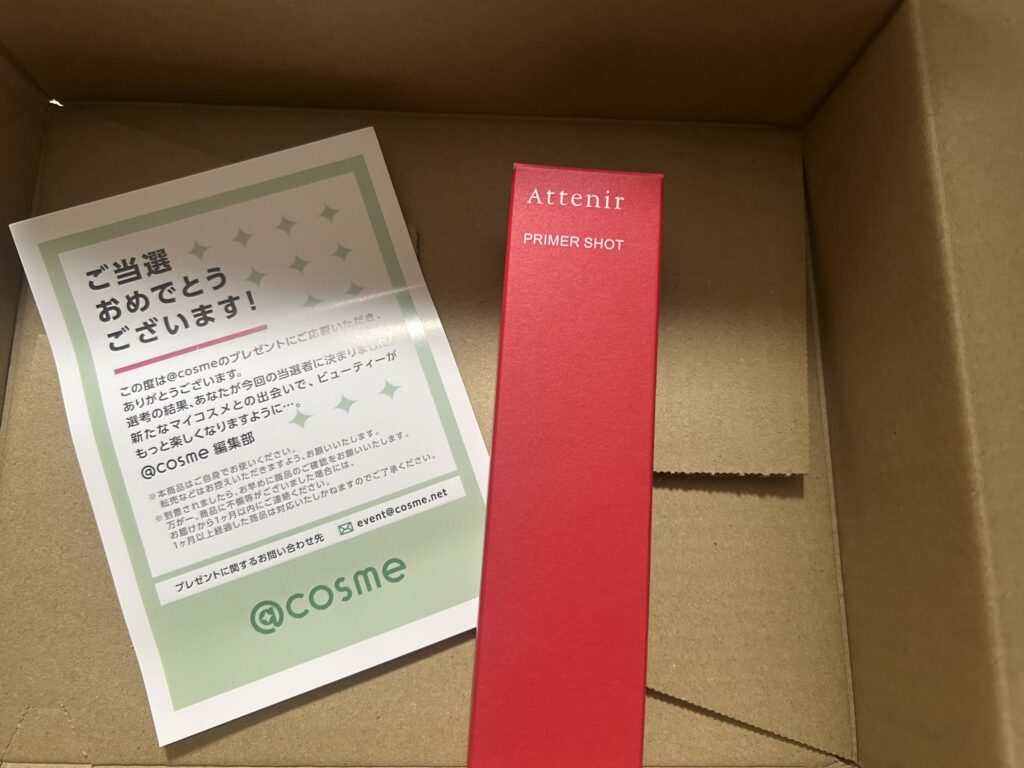 ご当選
おめでとう
ございます!
この度は@cosmeのプレゼントにご応募いただき、
ありがとうございます。
選考の結果、あなたが今回の当選者に決まりました!
新たなマイコスメとの出会いで、ビューティーが
もっと楽しくなりますように…。
@cosme 編集部
※本商品はご自身でお使いください。
転売などはお控えいただきますよう、お願いいたします。
※到着されましたら、お早めに商品のご確認をお願いいたします。
万が一、商品に不備等がございました場合には、
お届けから1ヶ月以内にご連絡ください。
1ヶ月以上経過した商品は対応いたしかねますのでご了承ください。
プレゼントに関するお問い合わせ先 event@cosme.net
@cosme
Attenir
PRIMER SHOT